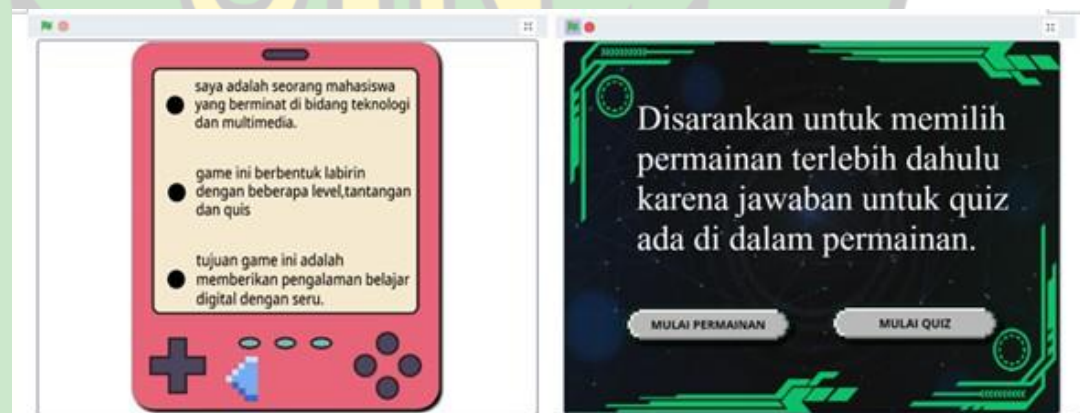 saya adalah seorang mahasiswa
yang berminat di bidang teknologi
dan multimedia.
game ini berbentuk labirin
dengan beberapa level,tantangan
dan quis
tujuan game ini adalah
memberikan pengalaman belajar
digital dengan seru.
Disarankan untuk memilih
permainan terlebih dahulu
karena jawaban untuk quiz
ada di dalam permainan.
MULAI PERMAINAN
MULAI QUIZ